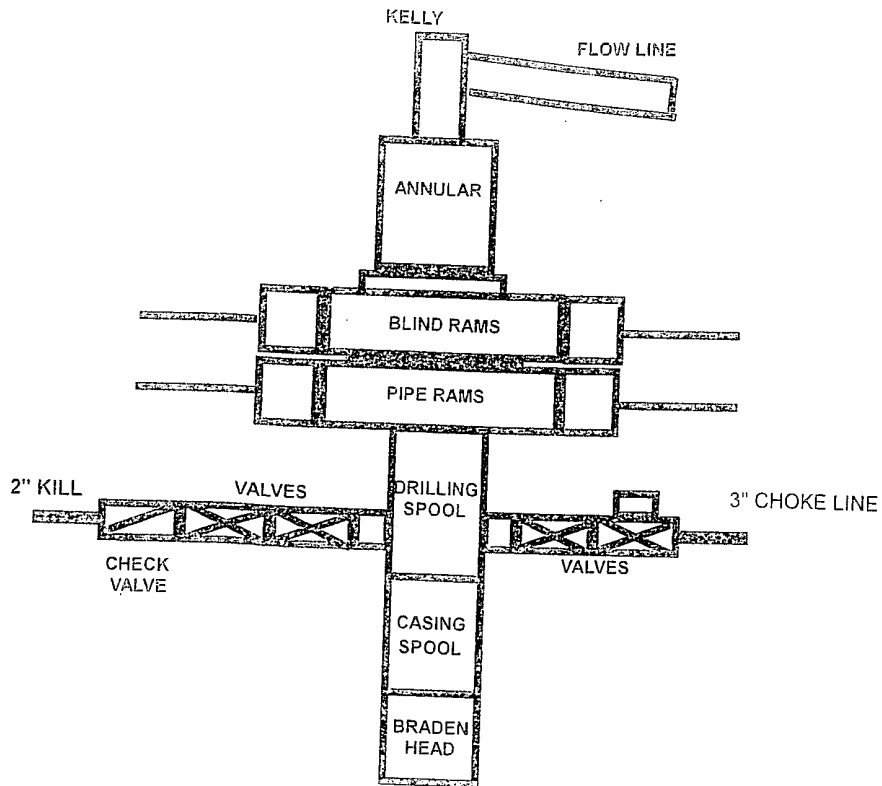 KELLY
FLOW LINE
ANNULAR
BLIND RAMS
PIPE RAMS
2" KILL
VALVES
DRILLING
SPOOL
3" CHOKE LINE
CHECK
VALVE
VALVES
CASING
SPOOL
BRADEN
HEAD